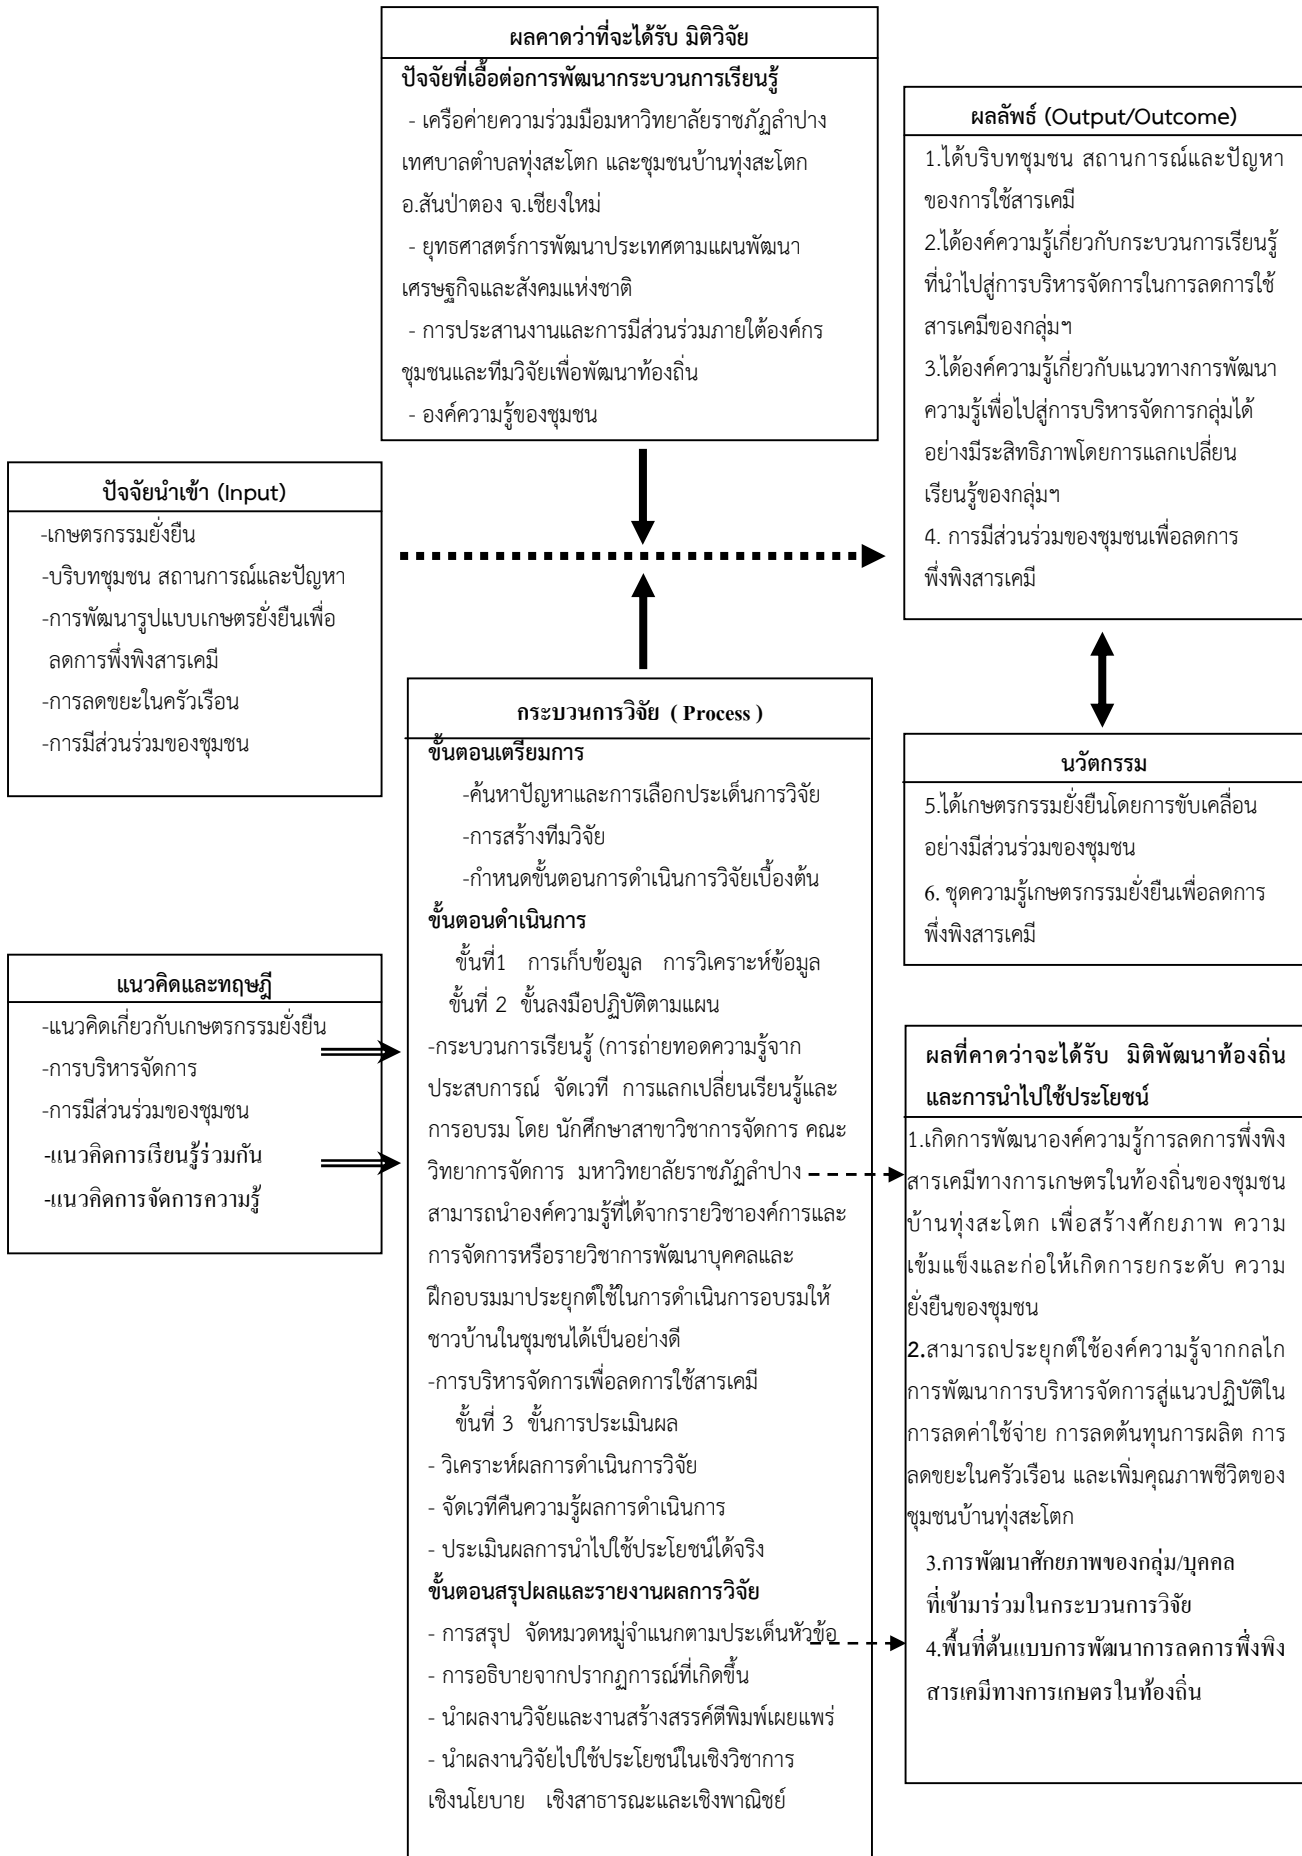 ผลคาดว่าที่จะได้รับ มิติวิจัย
ปัจจัยที่เอื้อต่อการพัฒนากระบวนการเรียนรู้
- เครือค่ายความร่วมมือมหาวิทยาลัยราชภัฏลำปาง
เทศบาลตำบลทุ่งสะโตก และชุมชนบ้านทุ่งสะโตก
อ.สันป่าตอง จ.เชียงใหม่
- ยุทธศาสตร์การพัฒนาประเทศตามแผนพัฒนา
เศรษฐกิจและสังคมแห่งชาติ
- การประสานงานและการมีส่วนร่วมภายใต้องค์กร
ชุมชนและทีมวิจัยเพื่อพัฒนาท้องถิ่น
- องค์ความรู้ของชุมชน
ผลลัพธ์ (Output/Outcome)
1.ได้บริบทชุมชน สถานการณ์และปัญหา
ของการใช้สารเคมี
2.ได้องค์ความรู้เกี่ยวกับกระบวนการเรียนรู้
ที่นำไปสู่การบริหารจัดการในการลดการใช้
สารเคมีของกลุ่มฯ
3.ได้องค์ความรู้เกี่ยวกับแนวทางการพัฒนา
ความรู้เพื่อไปสู่การบริหารจัดการกลุ่มได้
อย่างมีระสิทธิภาพโดยการแลกเปลี่ยน
เรียนรู้ของกลุ่มฯ
4. การมีส่วนร่วมของชุมชนเพื่อลดการ
พึ่งพิงสารเคมี
ปัจจัยนำเข้า (Input)
-เกษตรกรรมยั่งยืน
-บริบทชุมชน สถานการณ์และปัญหา
-การพัฒนารูปแบบเกษตรยั่งยืนเพื่อ
ลดการพึ่งพิงสารเคมี
-การลดขยะในครัวเรือน
-การมีส่วนร่วมของชุมชน
กระบวนการวิจัย ( Process )
ขั้นตอนเตรียมการ
-ค้นหาปัญหาและการเลือกประเด็นการวิจัย
-การสร้างทีมวิจัย
-กำหนดขั้นตอนการดำเนินการวิจัยเบื้องต้น
ขั้นตอนดำเนินการ
ขั้นที่1 การเก็บข้อมูล การวิเคราะห์ข้อมูล
ขั้นที่ 2 ขั้นลงมือปฏิบัติตามแผน
-กระบวนการเรียนรู้ (การถ่ายทอดความรู้จาก
ประสบการณ์ จัดเวที การแลกเปลี่ยนเรียนรู้และ
การอบรม โดย นักศึกษาสาขาวิชาการจัดการ คณะ
วิทยาการจัดการ มหาวิทยาลัยราชภัฏลำปาง
สามารถนำองค์ความรู้ที่ได้จากรายวิชาองค์การและ
การจัดการหรือรายวิชาการพัฒนาบุคคลและ
ฝึกอบรมมาประยุกต์ใช้ในการดำเนินการอบรมให้
ชาวบ้านในชุมชนได้เป็นอย่างดี
-การบริหารจัดการเพื่อลดการใช้สารเคมี
ขั้นที่ 3 ขั้นการประเมินผล
- วิเคราะห์ผลการดำเนินการวิจัย
- จัดเวทีคืนความรู้ผลการดำเนินการ
- ประเมินผลการนำไปใช้ประโยชน์ได้จริง
ขั้นตอนสรุปผลและรายงานผลการวิจัย
- การสรุป จัดหมวดหมู่จำแนกตามประเด็นหัวข้อ
- การอธิบายจากปรากฏการณ์ที่เกิดขึ้น
- นำผลงานวิจัยและงานสร้างสรรค์ตีพิมพ์เผยแพร่
- นำผลงานวิจัยไปใช้ประโยชน์ในเชิงวิชาการ
เชิงนโยบาย เชิงสาธารณะและเชิงพาณิชย์
นวัตกรรม
5.ได้เกษตรกรรมยั่งยืนโดยการขับเคลื่อน
อย่างมีส่วนร่วมของชุมชน
6. ชุดความรู้เกษตรกรรมยั่งยืนเพื่อลดการ
พึ่งพิงสารเคมี
แนวคิดและทฤษฎี
-แนวคิดเกี่ยวกับเกษตรกรรมยั่งยืน
-การบริหารจัดการ
-การมีส่วนร่วมของชุมชน
-แนวคิดการเรียนรู้ร่วมกัน
-แนวคิดการจัดการความรู้
ผลที่คาดว่าจะได้รับ มิติพัฒนาท้องถิ่น
และการนำไปใช้ประโยชน์
1.เกิดการพัฒนาองค์ความรู้การลดการพึ่งพิง
สารเคมีทางการเกษตรในท้องถิ่นของชุมชน
บ้านทุ่งสะโตก เพื่อสร้างศักยภาพ ความ
เข้มแข็งและก่อให้เกิดการยกระดับ ความ
ยั่งยืนของชุมชน
2.สามารถประยุกต์ใช้องค์ความรู้จากกลไก
การพัฒนาการบริหารจัดการสู่แนวปฏิบัติใน
การลดค่าใช้จ่าย การลดต้นทุนการผลิต การ
ลดขยะในครัวเรือน และเพิ่มคุณภาพชีวิตของ
ชุมชนบ้านทุ่งสะโตก
3.การพัฒนาศักยภาพของกลุ่ม/บุคคล
ที่เข้ามาร่วมในกระบวนการวิจัย
4.พื้นที่ต้นแบบการพัฒนาการลดการพึ่งพิง
สารเคมีทางการเกษตรในท้องถิ่น